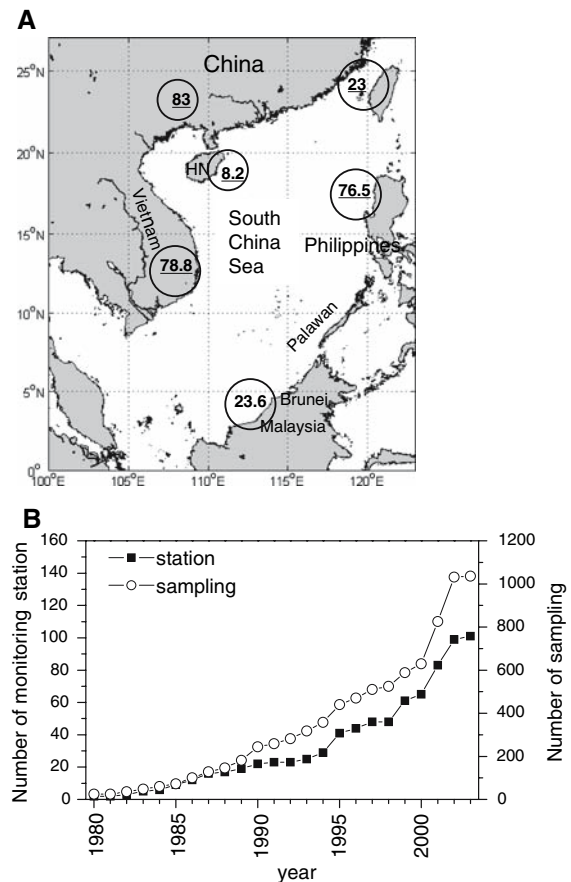 A
25°N
20°N
15°N
10°N
5°N
0°
100°E
105°E
110°E
115°E
120°E
China
83
23
HN
8.2
76.5
Vietnam
South
China
Sea
Philippines
78.8
Palawan
23.6
Brunei
Malaysia
B
Number of monitoring station
160
140
120
100
80
60
40
20
0
station
sampling
1200
1000
800
600
400
200
0
Number of sampling
1980
1985
1990
1995
2000
year